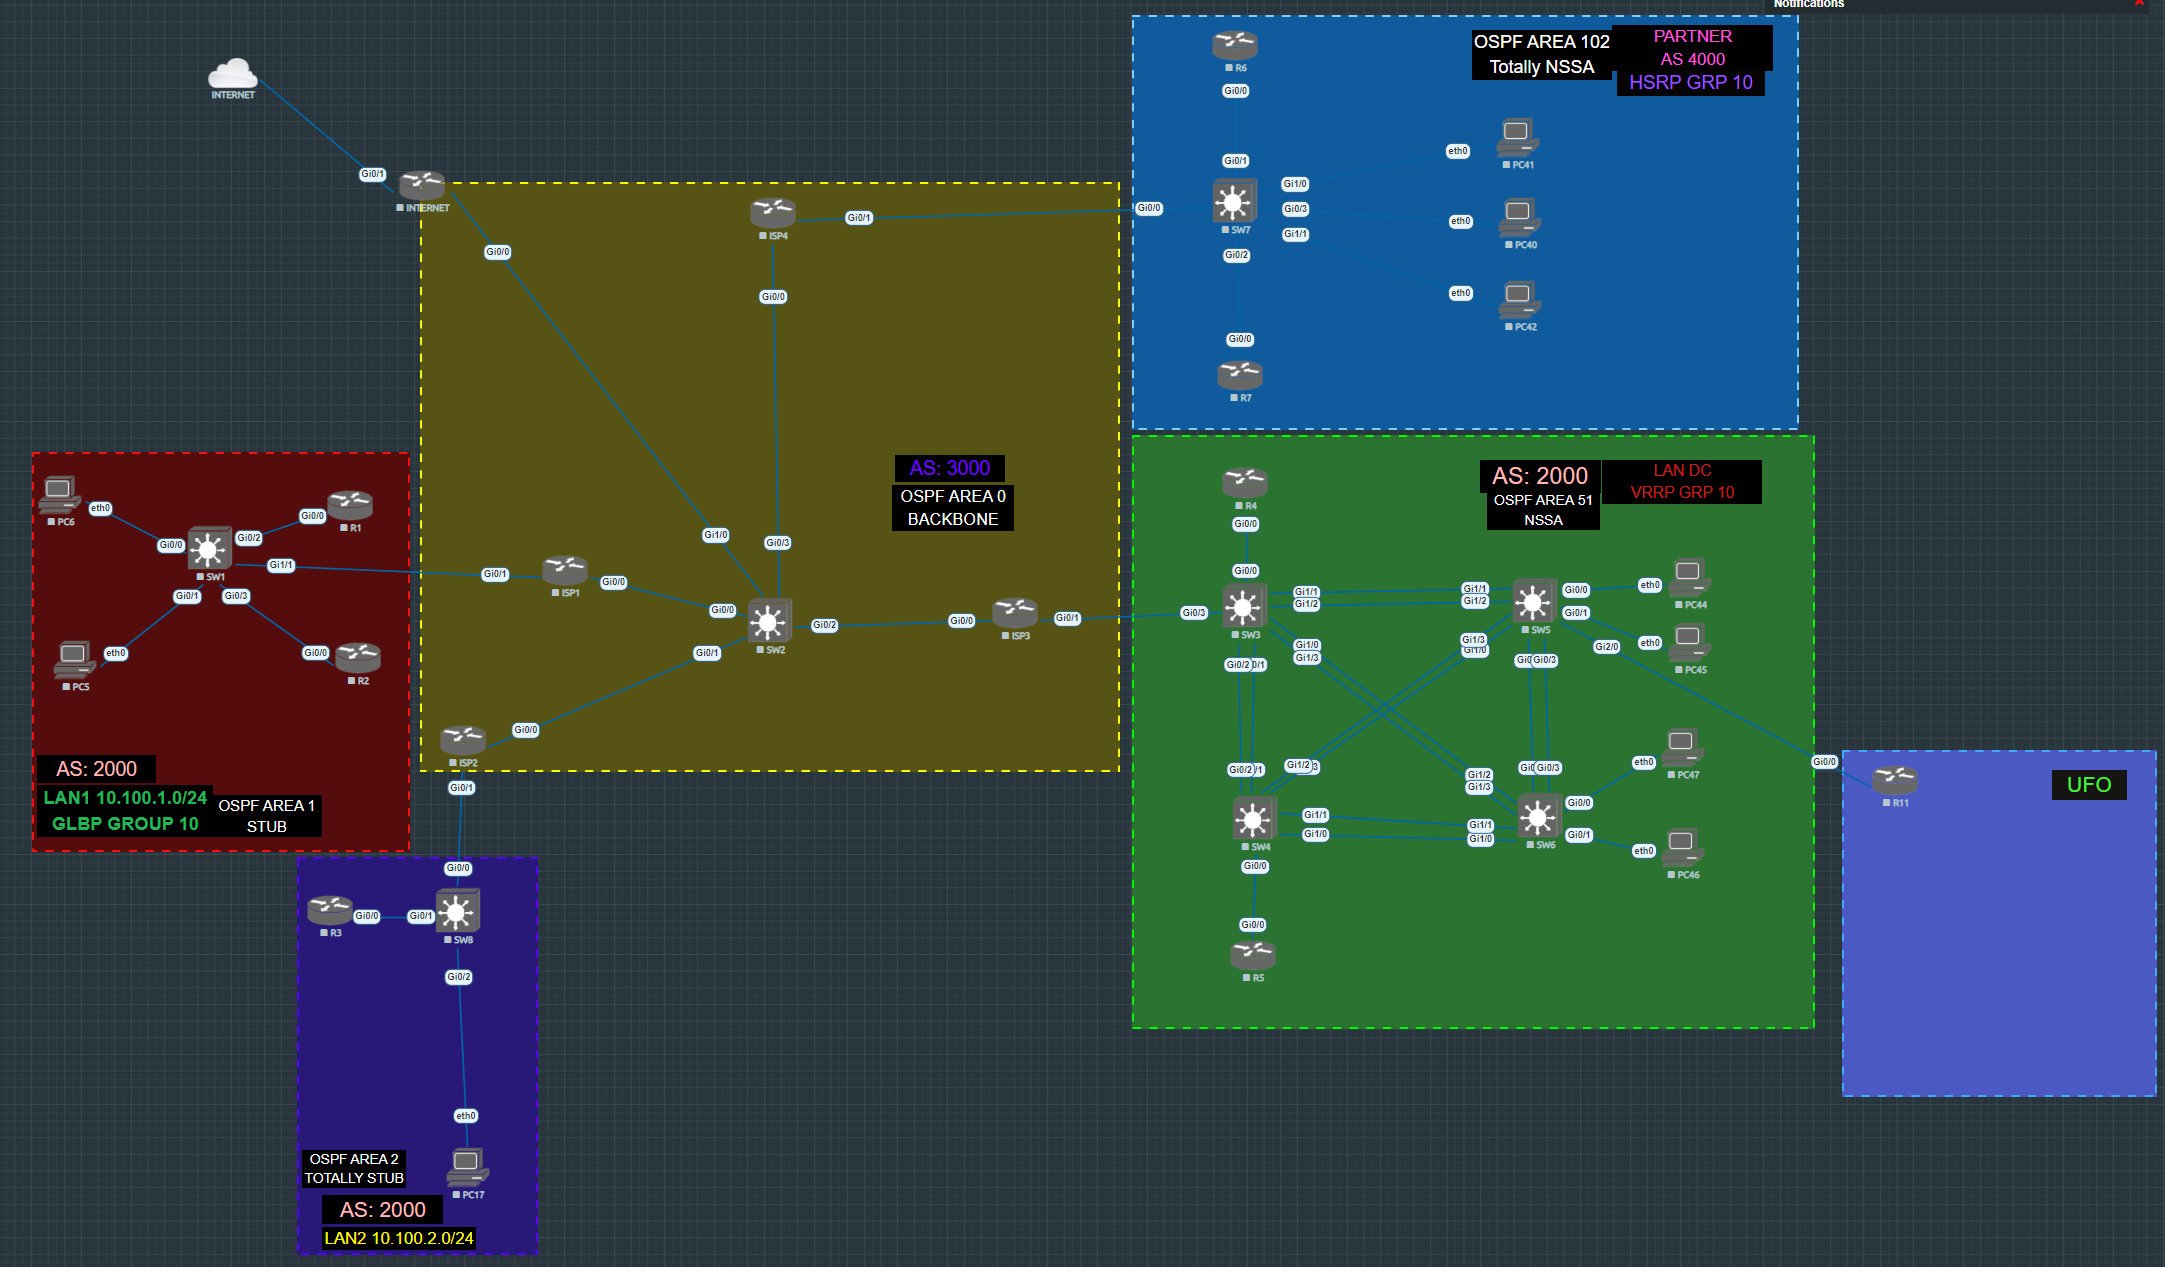 Notifications
INTERNET
Gi0/1
INTERNET
Gi0/0
ISP4
Gi0/1
Gi0/0
Gi0/3
Gi1/0
AS: 3000
OSPF AREA 0
BACKBONE
Gi0/1
ISP1
Gi0/0
Gi0/0
SW2
Gi0/2
Gi0/0
ISP3
Gi0/1
Gi0/1
Gi0/0
ISP2
Gi0/1
R6
Gi0/0
Gi0/1
Gi0/0
SW7
Gi0/2
Gi0/0
R7
Gi1/0
Gi0/3
Gi1/1
eth0
PC41
eth0
PC40
eth0
PC42
OSPF AREA 102
Totally NSSA
PARTNER
AS 4000
HSRP GRP 10
PC6
eth0
Gi0/0
Gi0/2
Gi0/0
R1
SW1
Gi1/1
Gi0/1
Gi0/3
eth0
PC5
Gi0/0
R2
AS: 2000
LAN1 10.100.1.0/24
GLBP GROUP 10
OSPF AREA 1
STUB
Gi0/0
R3
Gi0/0
Gi0/1
SW8
Gi0/2
eth0
PC17
OSPF AREA 2
TOTALLY STUB
AS: 2000
LAN2 10.100.2.0/24
R4
Gi0/0
Gi0/0
AS: 2000
OSPF AREA 51
NSSA
LAN DC
VRRP GRP 10
Gi0/3
SW3
Gi1/1
Gi1/2
Gi1/0
Gi1/3
Gi0/2
Gi1/1
Gi1/2
Gi1/3
Gi1/0
SW5
Gi0/0
Gi0/1
Gi2/0
Gi0/3
eth0
PC44
eth0
PC45
Gi0/2
Gi1/2
SW4
Gi1/1
Gi1/0
Gi0/0
Gi0/0
R5
Gi1/2
Gi1/3
Gi1/1
Gi1/0
Gi0/3
SW6
Gi0/0
Gi0/1
eth0
PC47
eth0
PC46
Gi0/0
R11
UFO